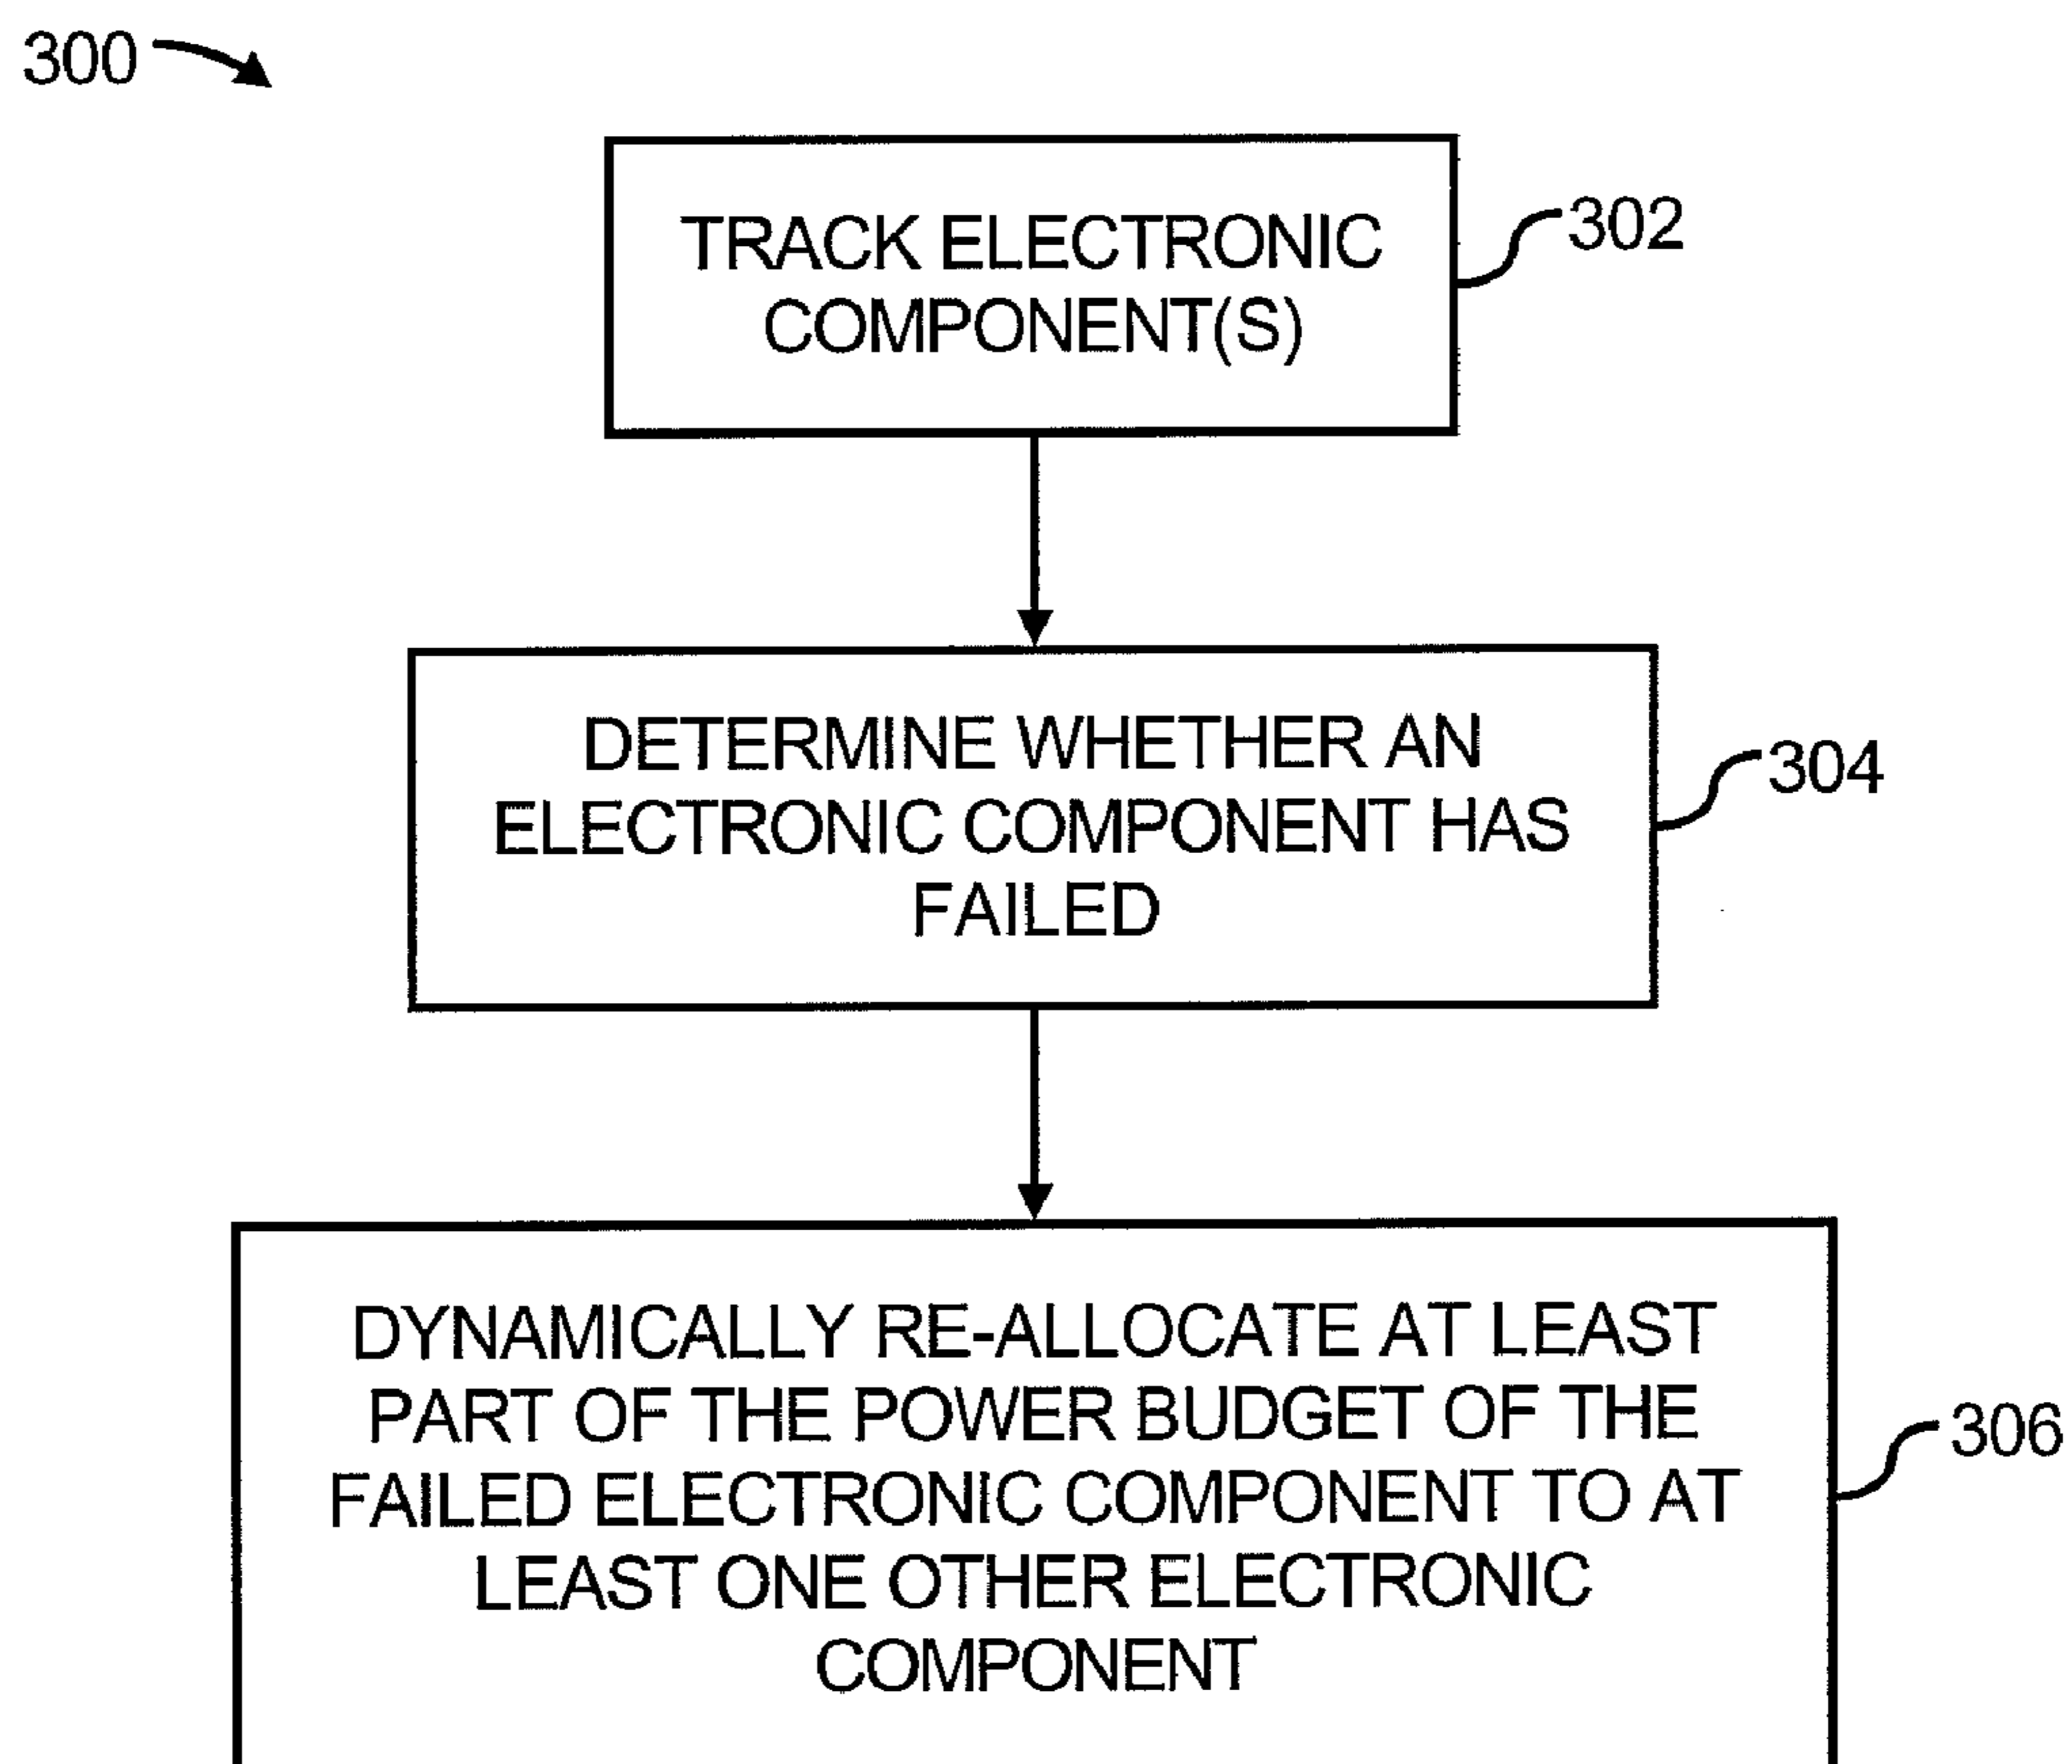 300
TRACK ELECTRONIC
COMPONENT(S)
302
DETERMINE WHETHER AN
ELECTRONIC COMPONENT HAS
FAILED
304
DYNAMICALLY RE-ALLOCATE AT LEAST
PART OF THE POWER BUDGET OF THE
FAILED ELECTRONIC COMPONENT TO AT
LEAST ONE OTHER ELECTRONIC
COMPONENT
306